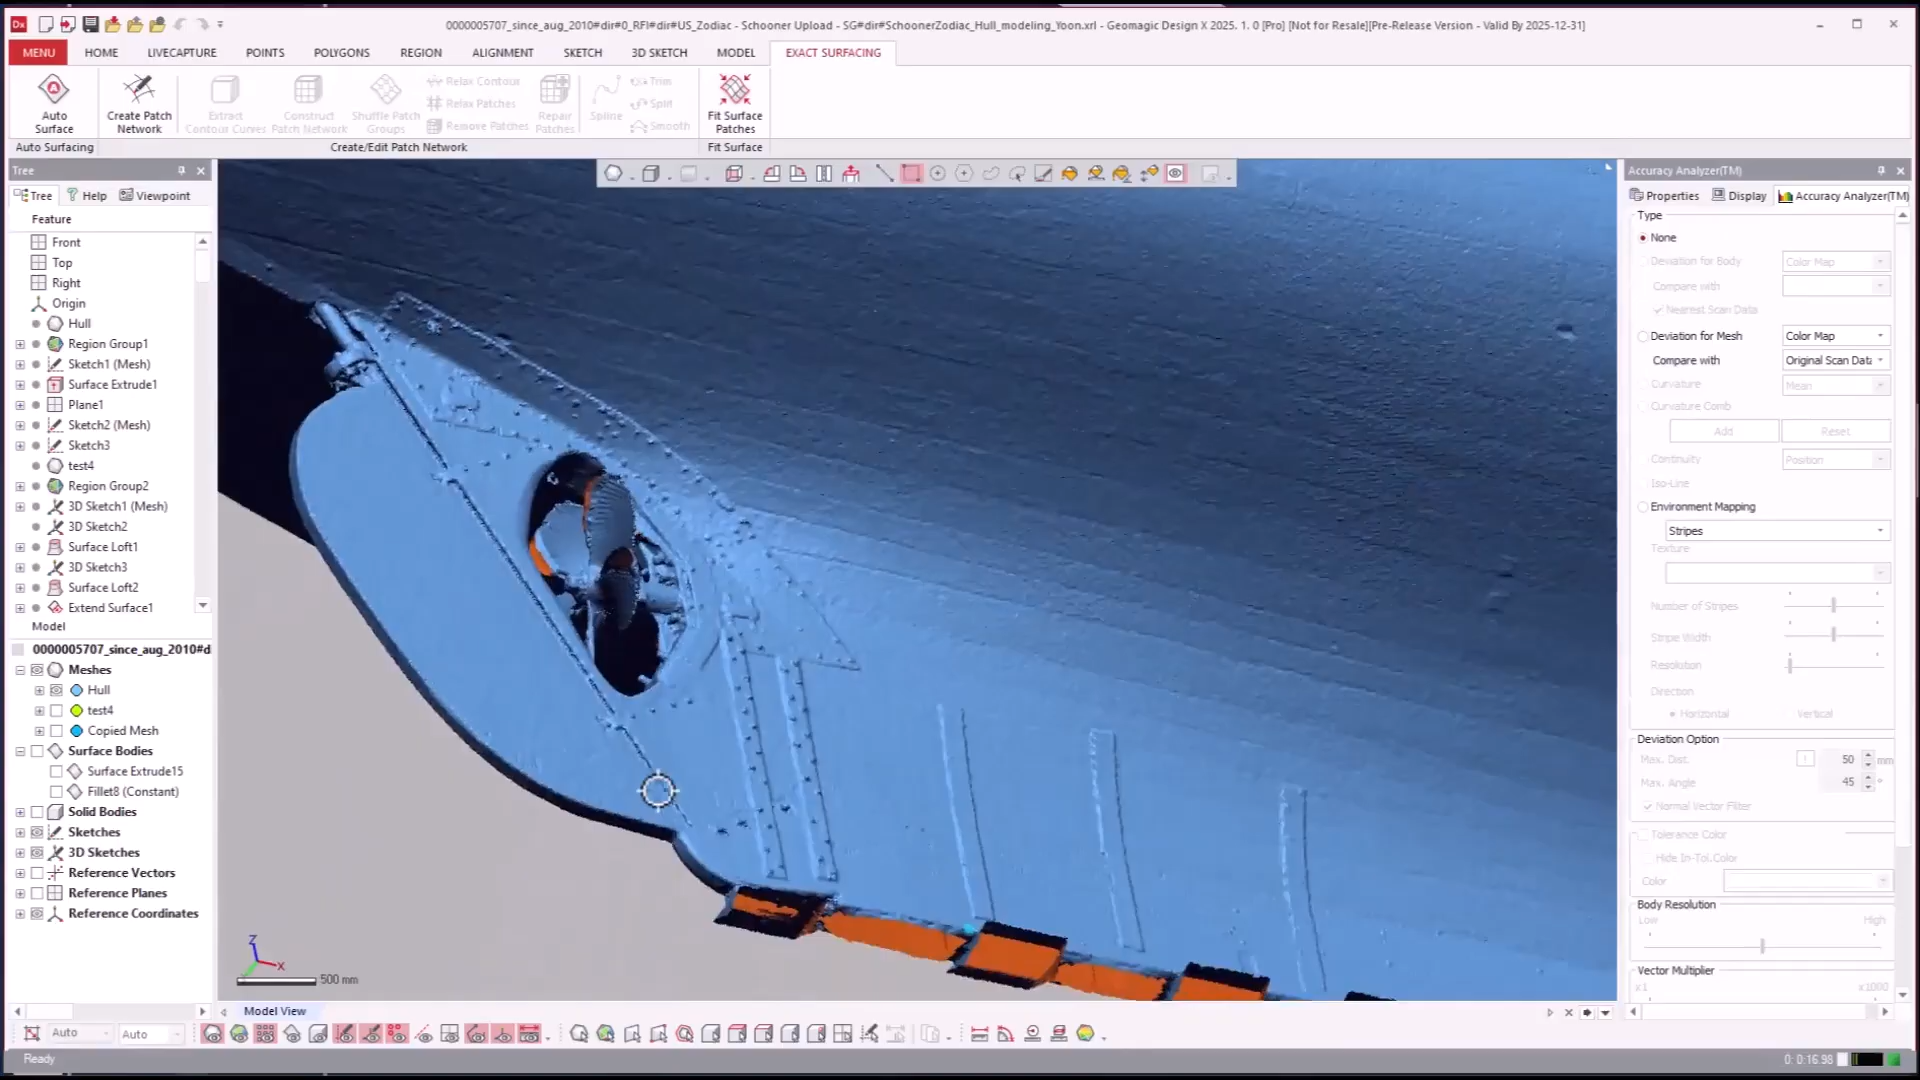 Dx
0000005707_since_aug_2010#dir#0_RFI#dir#US_Zodiac - Schooner Upload - SG#dir#SchoonerZodiac_Hull_modeling_Yoon.xrl - Geomagic Design X 2025. 1. 0 [Pro] [Not for Resale][Pre-Release Version - Valid By 2025-12-31]
MENU HOME LIVECAPTURE POINTS POLYGONS REGION ALIGNMENT SKETCH 3D SKETCH MODEL EXACT SURFACING
Auto Surface
Create Patch Network
Extract Contour Curves
Construct Patch Network
Shuffle Patch Groups
Relax Contour
Relax Patches
Remove Patches
Repair Patches
Spline
Trim
Split
Smooth
Fit Surface Patches
Auto Surfacing Create/Edit Patch Network Fit Surface
Tree
Tree Help Viewpoint
Feature
Front
Top
Right
Origin
Hull
Region Group1
Sketch1 (Mesh)
Surface Extrude1
Plane1
Sketch2 (Mesh)
Sketch3
test4
Region Group2
3D Sketch1 (Mesh)
3D Sketch2
Surface Loft1
3D Sketch3
Surface Loft2
Extend Surface1
Model
0000005707_since_aug_2010#d
Meshes
Hull
test4
Copied Mesh
Surface Bodies
Surface Extrude15
Fillet8 (Constant)
Solid Bodies
Sketches
3D Sketches
Reference Vectors
Reference Planes
Reference Coordinates
Z
X
500 mm
Accuracy Analyzer(TM)
Properties Display Accuracy Analyzer(TM)
Type
None
Deviation for Body Color Map
Compare with
Nearest Scan Data
Deviation for Mesh Color Map
Compare with Original Scan Data
Curvature Mean
Curvature Comb
Add Reset
Continuity Position
Iso-Line
Environment Mapping
Stripes
Texture
Number of Stripes
Stripe Width
Resolution
Direction
Horizontal Vertical
Deviation Option
Max. Dist. 50 mm
Max. Angle 45 °
Normal Vector Filter
Tolerance Color
Hide In-Tol.Color
Color
Body Resolution
Low High
Vector Multiplier
x1 x1000
Model View
Auto Auto
Ready
0: 0:16.98